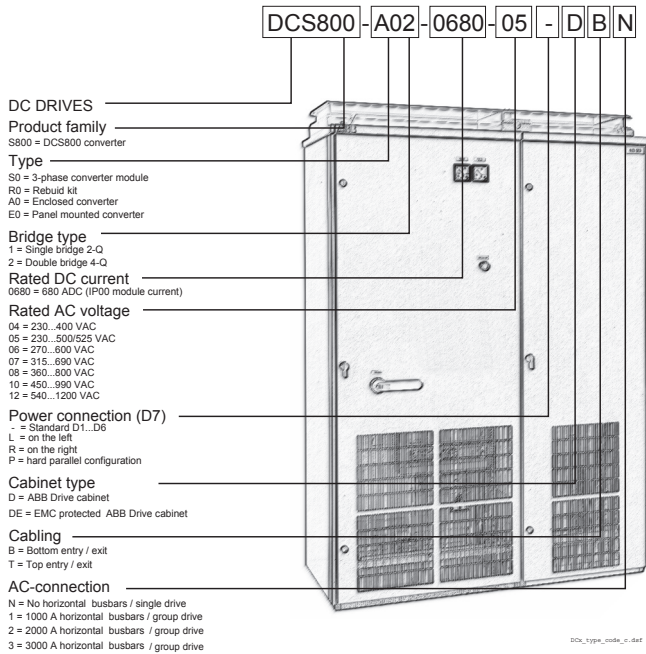 DCS800-A02-0680-05 - D B N
DC DRIVES
Product family
S800 = DCS800 converter
Type
S0 = 3-phase converter module
R0 = Rebuid kit
A0 = Enclosed converter
E0 = Panel mounted converter
Bridge type
1 = Single bridge 2-Q
2 = Double bridge 4-Q
Rated DC current
0680 = 680 ADC (IP00 module current)
Rated AC voltage
04 = 230...400 VAC
05 = 230...500/525 VAC
06 = 270...600 VAC
07 = 315...690 VAC
08 = 360...800 VAC
10 = 450...990 VAC
12 = 540...1200 VAC
Power connection (D7)
- = Standard D1...D6
L = on the left
R = on the right
P = hard parallel configuration
Cabinet type
D = ABB Drive cabinet
DE = EMC protected ABB Drive cabinet
Cabling
B = Bottom entry / exit
T = Top entry / exit
AC-connection
N = No horizontal busbars / single drive
1 = 1000 A horizontal busbars / group drive
2 = 2000 A horizontal busbars / group drive
3 = 3000 A horizontal busbars / group drive
DCx_type_code_c.dsf